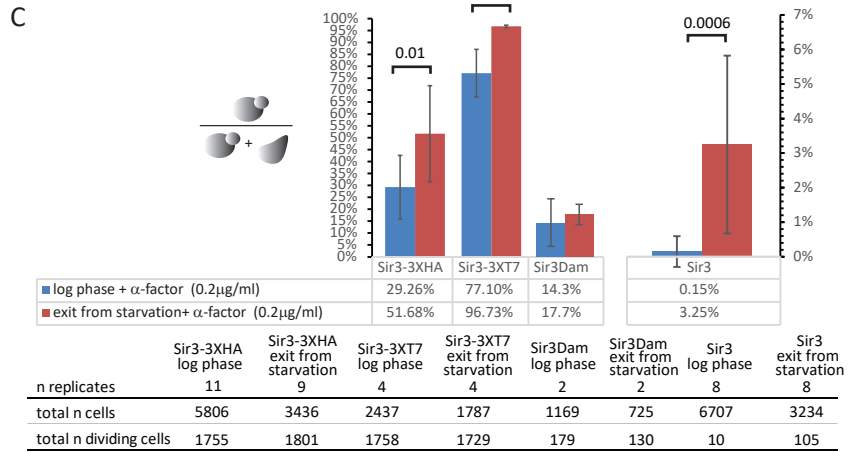 C
100%
95%
90%
85%
80%
75%
70%
65%
60%
55%
50%
45%
40%
35%
30%
25%
20%
15%
10%
5%
0%
0.01
0.0006
7%
6%
5%
4%
3%
2%
1%
0%
+
Sir3-3XHA Sir3-3XT7 Sir3Dam Sir3
log phase + α-factor (0.2µg/ml) 29.26% 77.10% 14.3% 0.15%
exit from starvation+ α-factor (0.2µg/ml) 51.68% 96.73% 17.7% 3.25%
Sir3-3XHA log phase
Sir3-3XHA exit from starvation
Sir3-3XT7 log phase
Sir3-3XT7 exit from starvation
Sir3Dam log phase
Sir3Dam exit from starvation
Sir3 log phase
Sir3 exit from starvation
n replicates 11 9 4 4 2 2 8 8
total n cells 5806 3436 2437 1787 1169 725 6707 3234
total n dividing cells 1755 1801 1758 1729 179 130 10 105